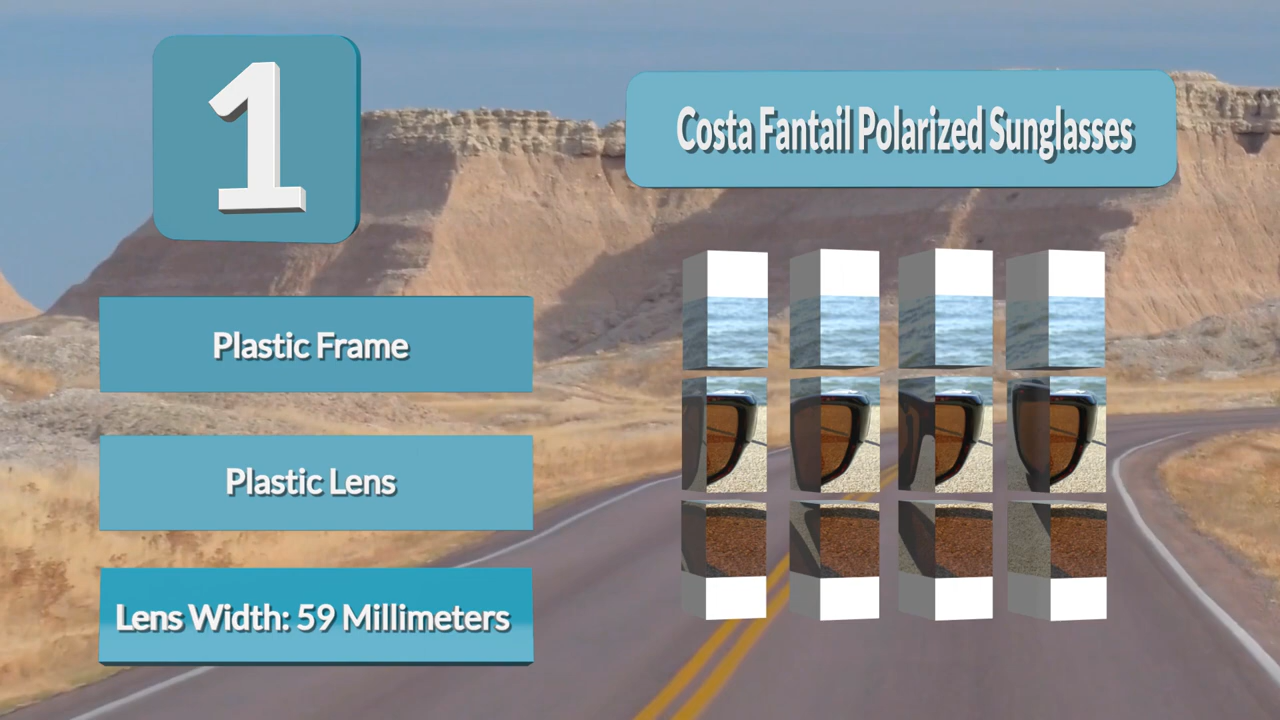 1
Costa Fantail Polarized Sunglasses
Plastic Frame
Plastic Lens
Lens Width: 59 Millimeters